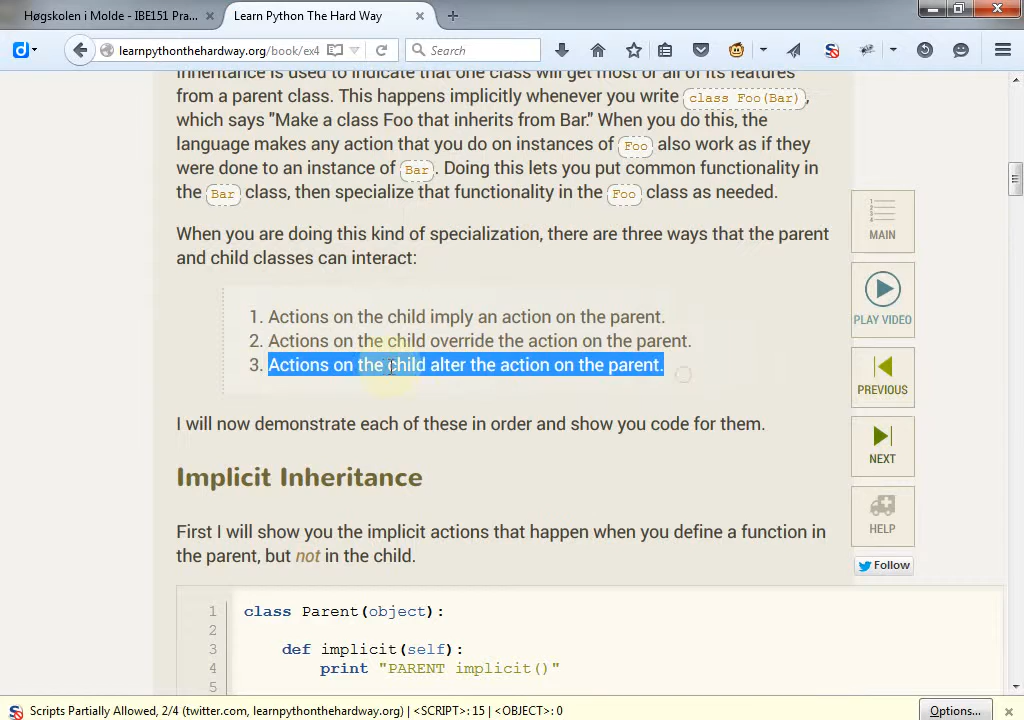 Høgskolen i Molde - IBE151 Pra...
Learn Python The Hard Way
learnpythonthehardway.org/book/ex4
Search
Inheritance is used to indicate that one class will get most or all of its features
from a parent class. This happens implicitly whenever you write class Foo(Bar),
which says "Make a class Foo that inherits from Bar." When you do this, the
language makes any action that you do on instances of Foo also work as if they
were done to an instance of Bar. Doing this lets you put common functionality in
the Bar class, then specialize that functionality in the Foo class as needed.
When you are doing this kind of specialization, there are three ways that the parent
and child classes can interact:
1. Actions on the child imply an action on the parent.
2. Actions on the child override the action on the parent.
3. Actions on the child alter the action on the parent.
I will now demonstrate each of these in order and show you code for them.
Implicit Inheritance
First I will show you the implicit actions that happen when you define a function in
the parent, but not in the child.
1 class Parent(object):
2
3 def implicit(self):
4 print "PARENT implicit()"
5
MAIN
PLAY VIDEO
PREVIOUS
NEXT
HELP
Follow
Scripts Partially Allowed, 2/4 (twitter.com, learnpythonthehardway.org) | <SCRIPT>: 15 | <OBJECT>: 0
Options...